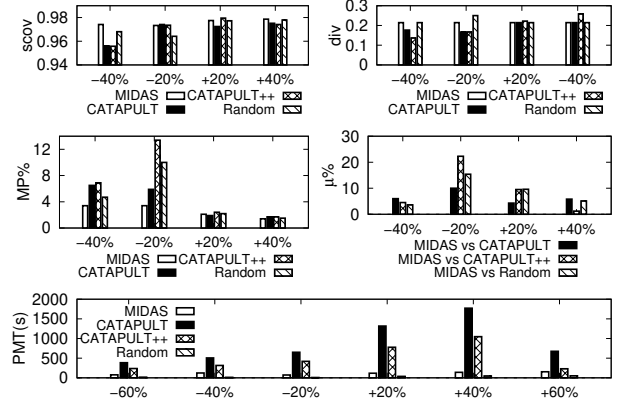 scov
0.98
0.96
0.94
−40% −20% +20% +40%
MIDAS CATAPULT++
CATAPULT Random
div
0.3
0.2
0.1
0
−40% −20% +20% −40%
MIDAS CATAPULT++
CATAPULT Random
MP%
12
8
4
0
−40% −20% +20% +40%
MIDAS CATAPULT++
CATAPULT Random
μ%
30
20
10
0
−40% −20% +20% +40%
MIDAS vs CATAPULT
MIDAS vs CATAPULT++
MIDAS vs Random
PMT(s)
2000
1500
1000
500
0
MIDAS
CATAPULT
CATAPULT++
Random
−60% −40% −20% +20% +40% +60%